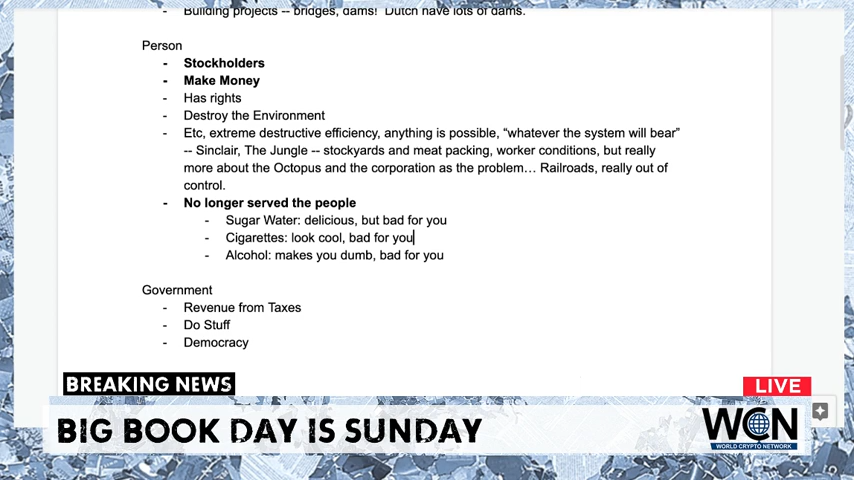 Building projects -- bridges, dams!  Dutch have lots of dams.
Person
- Stockholders
- Make Money
- Has rights
- Destroy the Environment
- Etc, extreme destructive efficiency, anything is possible, “whatever the system will bear”
-- Sinclair, The Jungle -- stockyards and meat packing, worker conditions, but really
more about the Octopus and the corporation as the problem… Railroads, really out of
control.
- No longer served the people
- Sugar Water: delicious, but bad for you
- Cigarettes: look cool, bad for you
- Alcohol: makes you dumb, bad for you
Government
- Revenue from Taxes
- Do Stuff
- Democracy
BREAKING NEWS
LIVE
BIG BOOK DAY IS SUNDAY
WCN
WORLD CRYPTO NETWORK